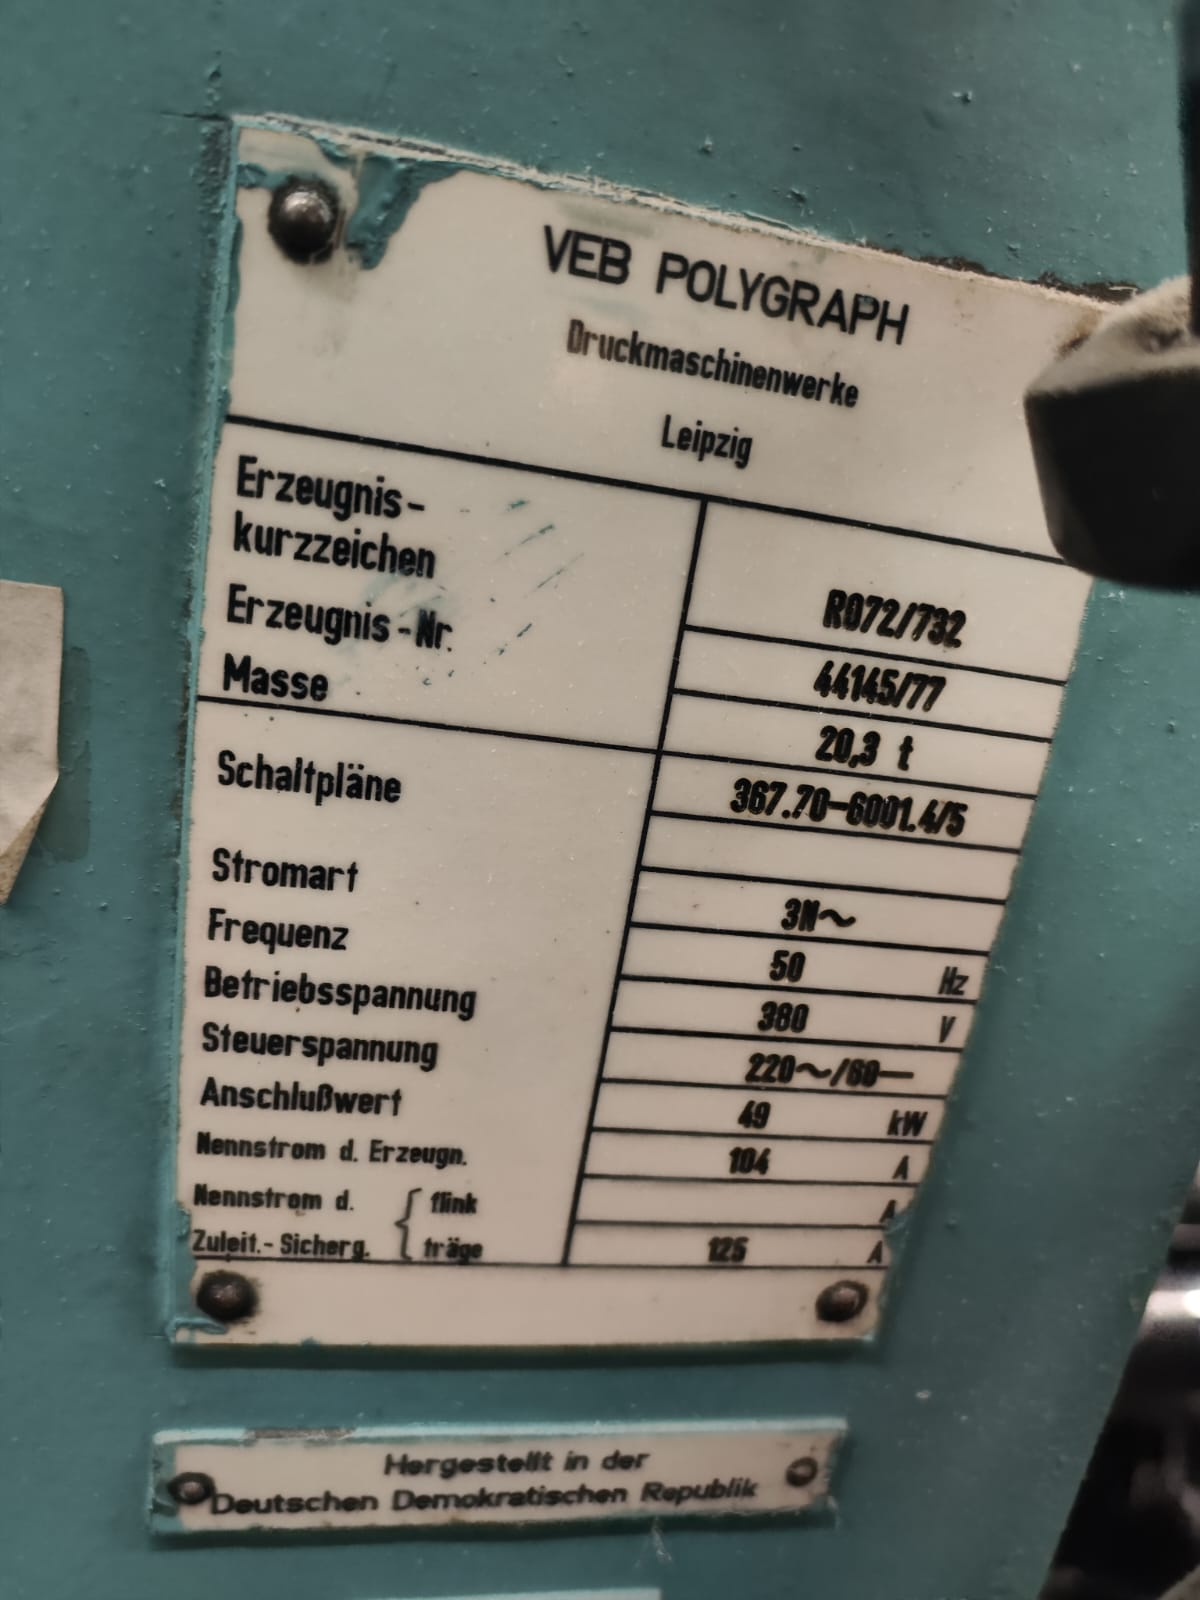 VEB POLYGRAPH
Druckmaschinenwerke
Leipzig
Erzeugnis-
kurzzeichen R072/732
Erzeugnis-Nr. 44145/77
Masse 20,3 t
Schaltpläne 367.70-6001.4/5
Stromart 3N~
Frequenz 50 Hz
Betriebsspannung 380 V
Steuerspannung 220~/60—
Anschlußwert 49 kW
Nennstrom d. Erzeugn. 104 A
Nennstrom d. { flink A
Zuleit.-Sicherg. { träge 125 A
Hergestellt in der
Deutschen Demokratischen Republik